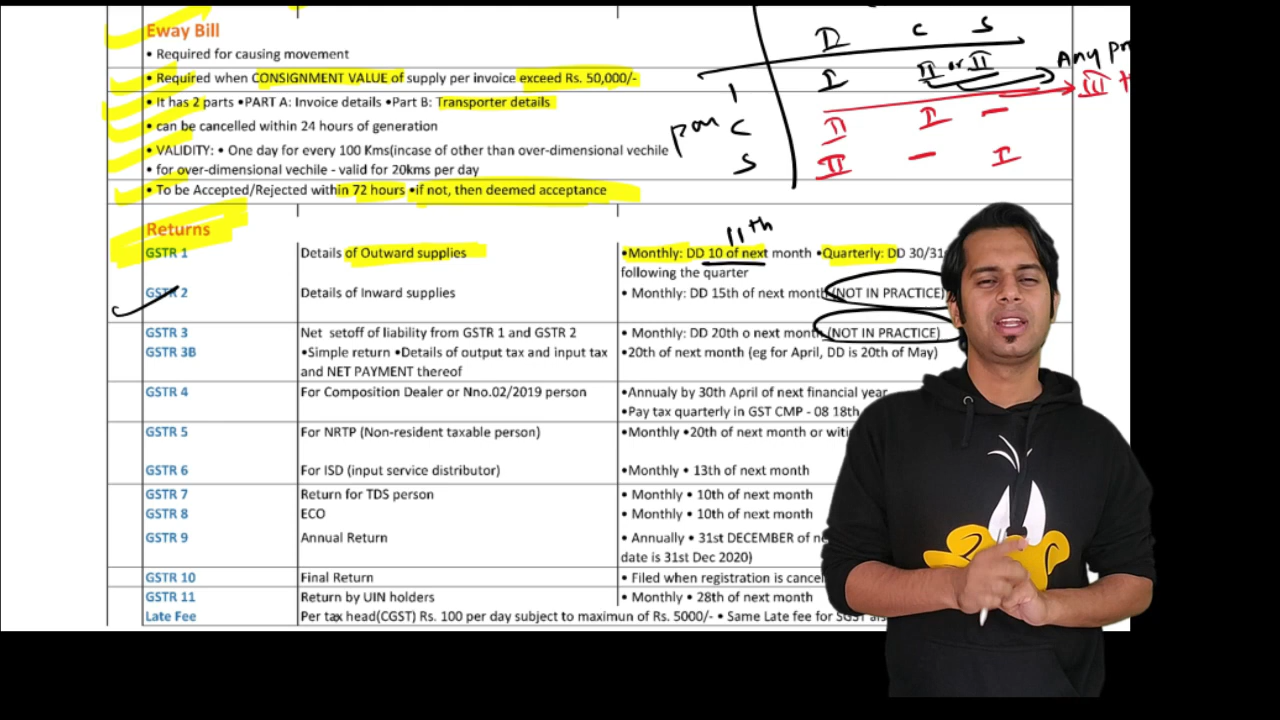 Eway Bill
• Required for causing movement
• Required when CONSIGNMENT VALUE of supply per invoice exceed Rs. 50,000/-
• It has 2 parts •PART A: Invoice details •Part B: Transporter details
• can be cancelled within 24 hours of generation
• VALIDITY: • One day for every 100 Kms(incase of other than over-dimensional vechile
• for over-dimensional vechile - valid for 20kms per day
• To be Accepted/Rejected within 72 hours •if not, then deemed acceptance
D C S
I I II or II Any
C II I –
III
S II – I
Returns
11th
GSTR 1 Details of Outward supplies •Monthly: DD 10 of next month •Quarterly: DD 30/31
following the quarter
GSTR 2 Details of Inward supplies • Monthly: DD 15th of next month (NOT IN PRACTICE)
GSTR 3 Net setoff of liability from GSTR 1 and GSTR 2 • Monthly: DD 20th o next month (NOT IN PRACTICE)
GSTR 3B •Simple return •Details of output tax and input tax •20th of next month (eg for April, DD is 20th of May)
and NET PAYMENT thereof
GSTR 4 For Composition Dealer or Nno.02/2019 person •Annualy by 30th April of next financial year
•Pay tax quarterly in GST CMP - 08 18th
GSTR 5 For NRTP (Non-resident taxable person) •Monthly •20th of next month or
GSTR 6 For ISD (input service distributor) •Monthly • 13th of next month
GSTR 7 Return for TDS person • Monthly • 10th of next month
GSTR 8 ECO • Monthly • 10th of next month
GSTR 9 Annual Return • Annually • 31st DECEMBER of
date is 31st Dec 2020)
GSTR 10 Final Return • Filed when registration is
GSTR 11 Return by UIN holders • Monthly • 28th of next month
Late Fee Per tax head(CGST) Rs. 100 per day subject to maximun of Rs. 5000/- • Same Late fee for SGST